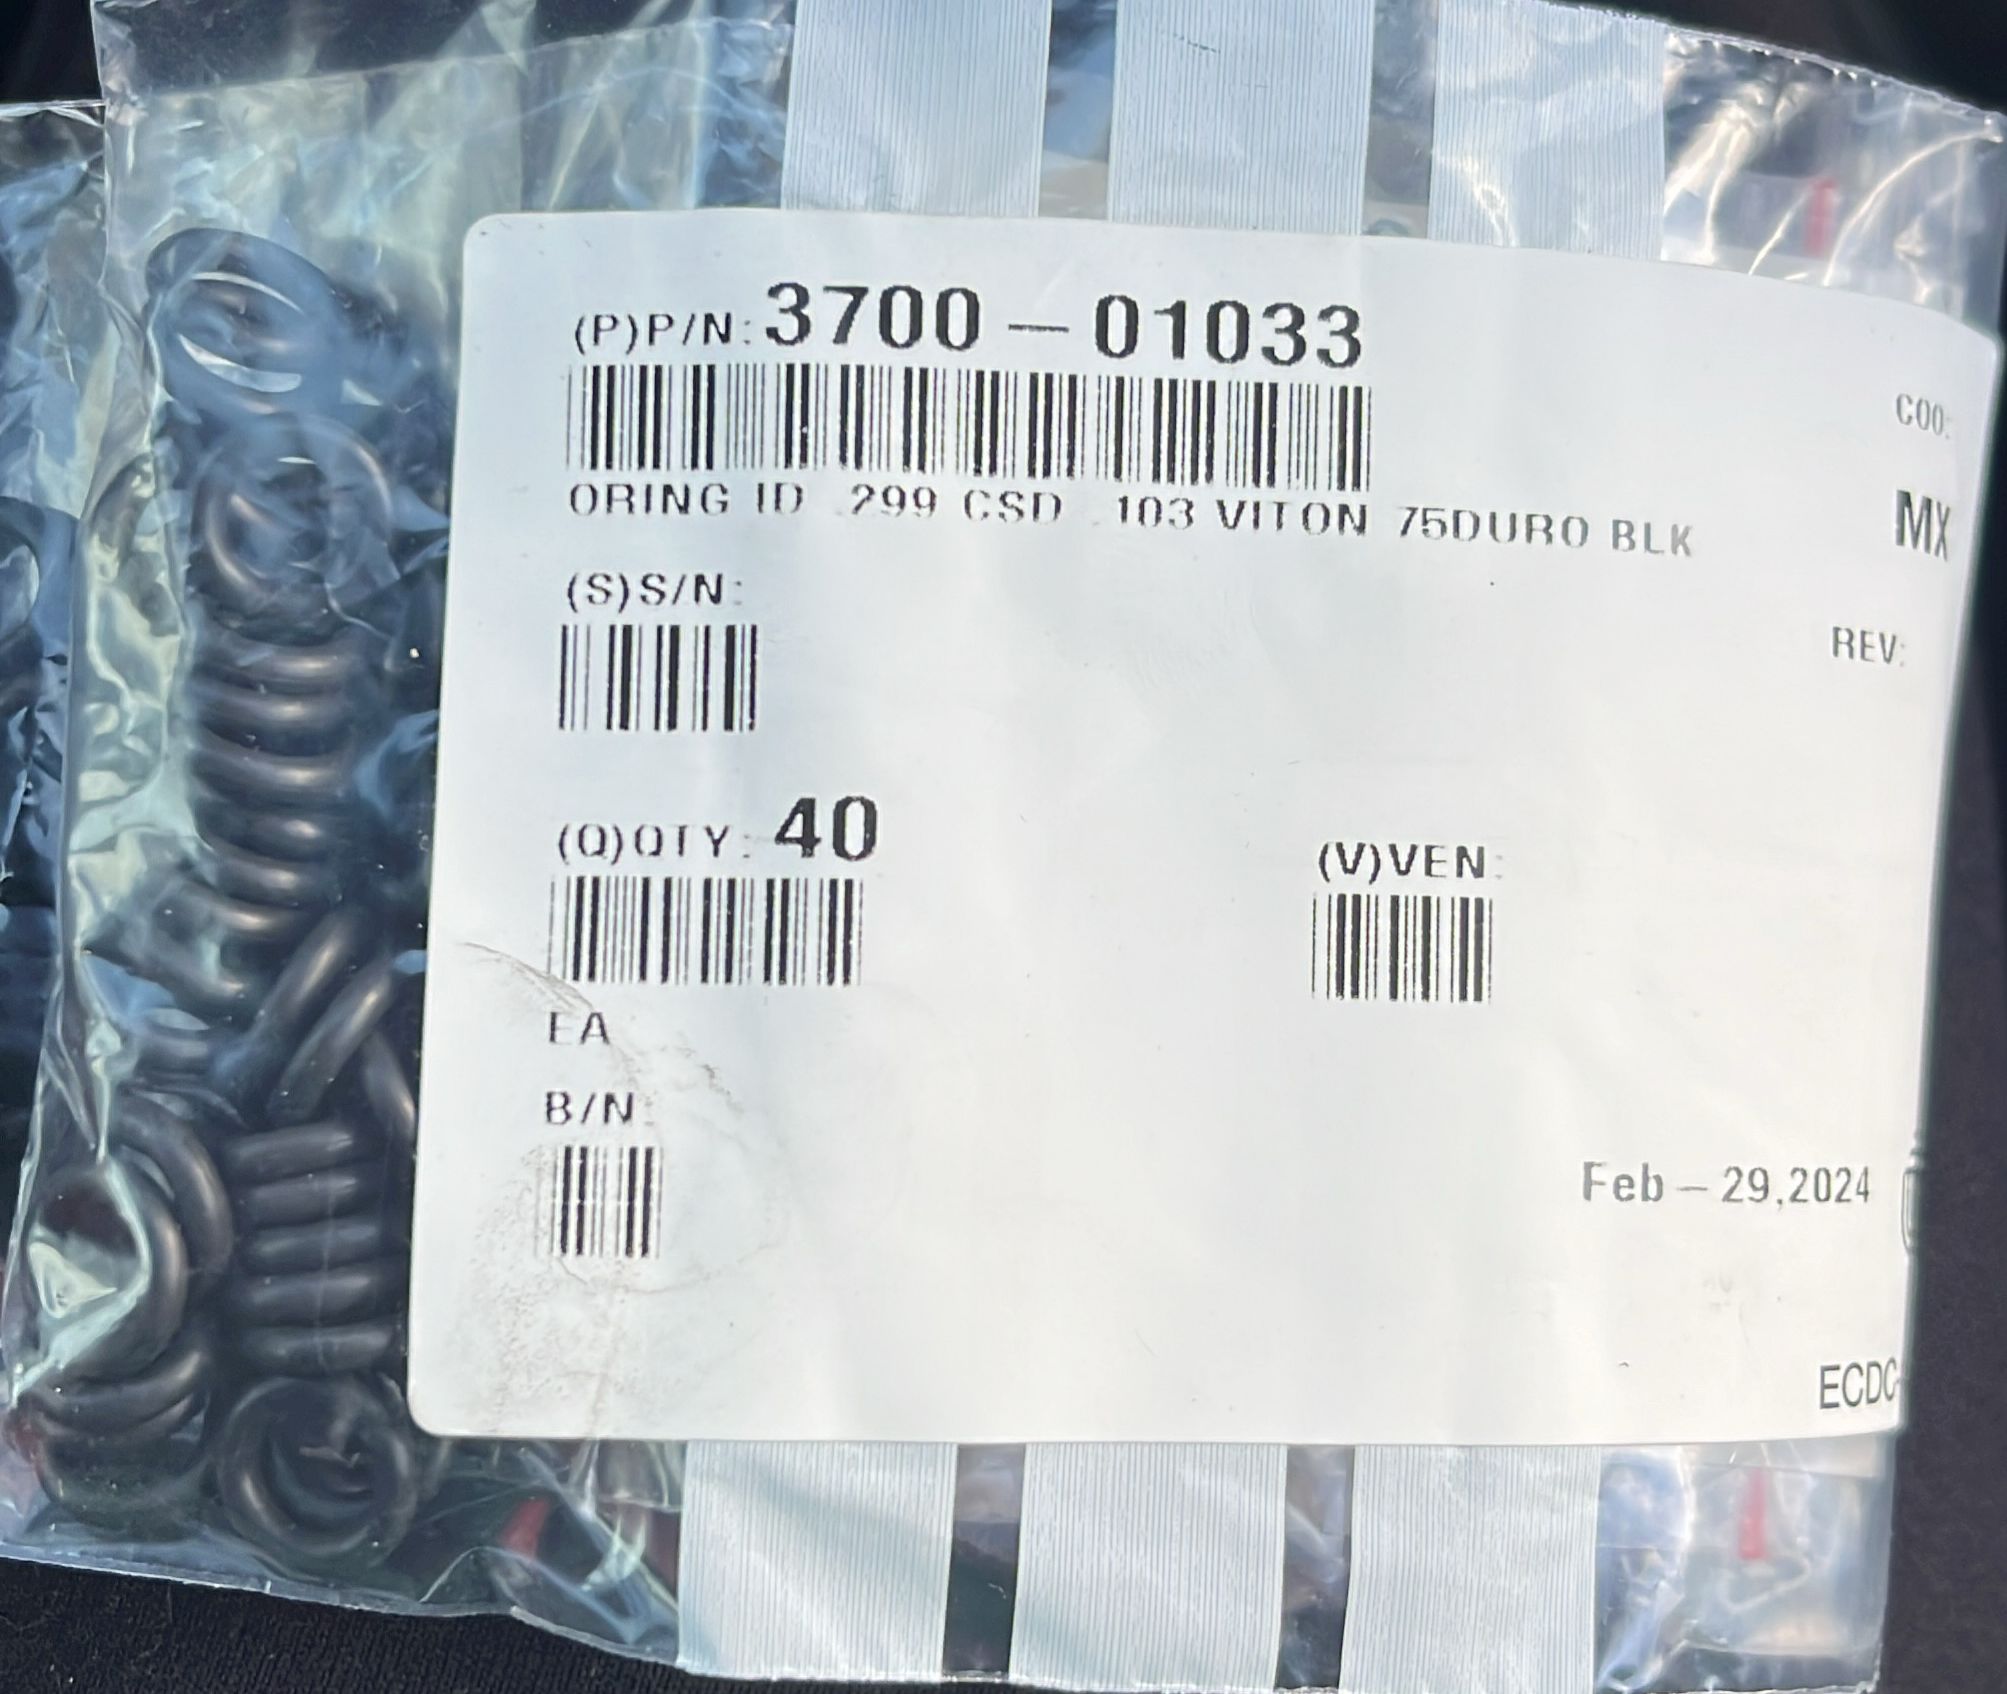 (P)P/N: 3700-01033
COO:
ORING ID .299 CSD .103 VITON 75DURO BLK
MX
(S)S/N:
REV:
(Q)QTY: 40
(V)VEN:
EA
B/N:
Feb-29,2024
ECDC-